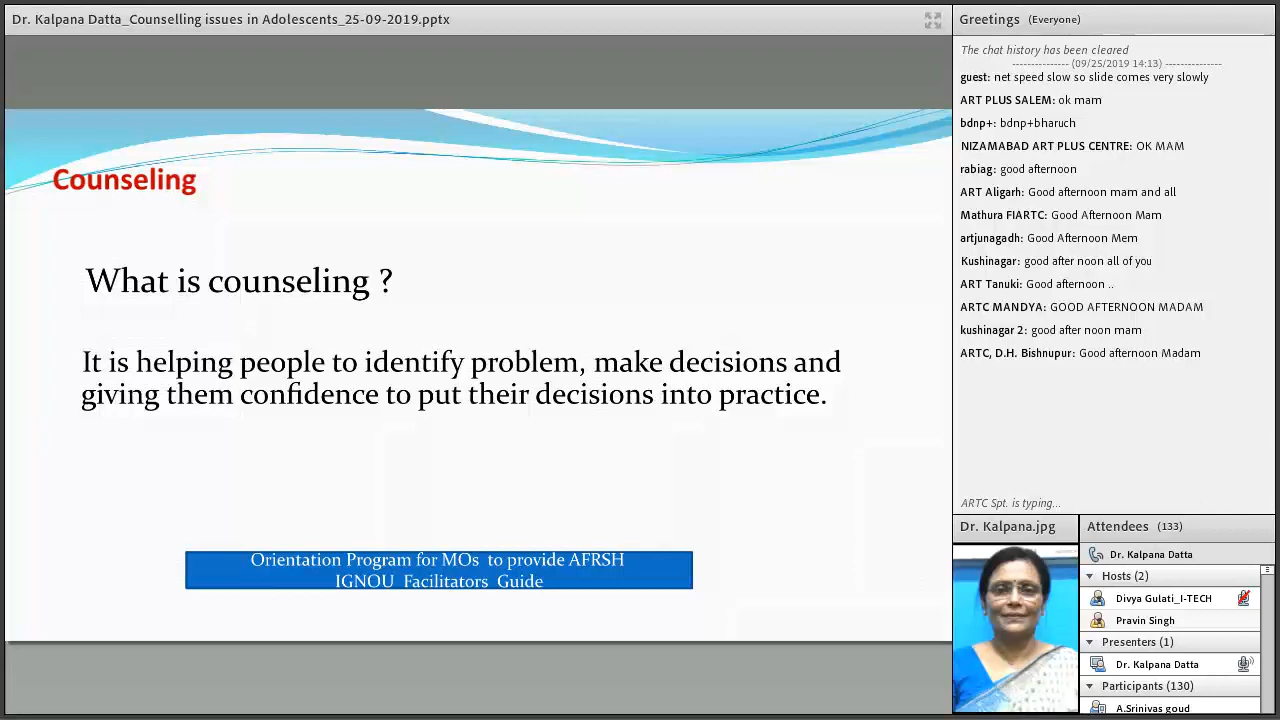 Dr. Kalpana Datta_Counselling issues in Adolescents_25-09-2019.pptx
Counseling
What is counseling ?
It is helping people to identify problem, make decisions and
giving them confidence to put their decisions into practice.
Orientation Program for MOs to provide AFRSH
IGNOU Facilitators Guide
Greetings (Everyone)
The chat history has been cleared
--------------- (09/25/2019 14:13) ---------------
guest: net speed slow so slide comes very slowly
ART PLUS SALEM: ok mam
bdnp+: bdnp+bharuch
NIZAMABAD ART PLUS CENTRE: OK MAM
rabiag: good afternoon
ART Aligarh: Good afternoon mam and all
Mathura FIARTC: Good Afternoon Mam
artjunagadh: Good Afternoon Mem
Kushinagar: good after noon all of you
ART Tanuki: Good afternoon ..
ARTC MANDYA: GOOD AFTERNOON MADAM
kushinagar 2: good after noon mam
ARTC, D.H. Bishnupur: Good afternoon Madam
ARTC Spt. is typing...
Dr. Kalpana.jpg
Attendees (133)
Dr. Kalpana Datta
Hosts (2)
Divya Gulati_I-TECH
Pravin Singh
Presenters (1)
Dr. Kalpana Datta
Participants (130)
A.Srinivas goud